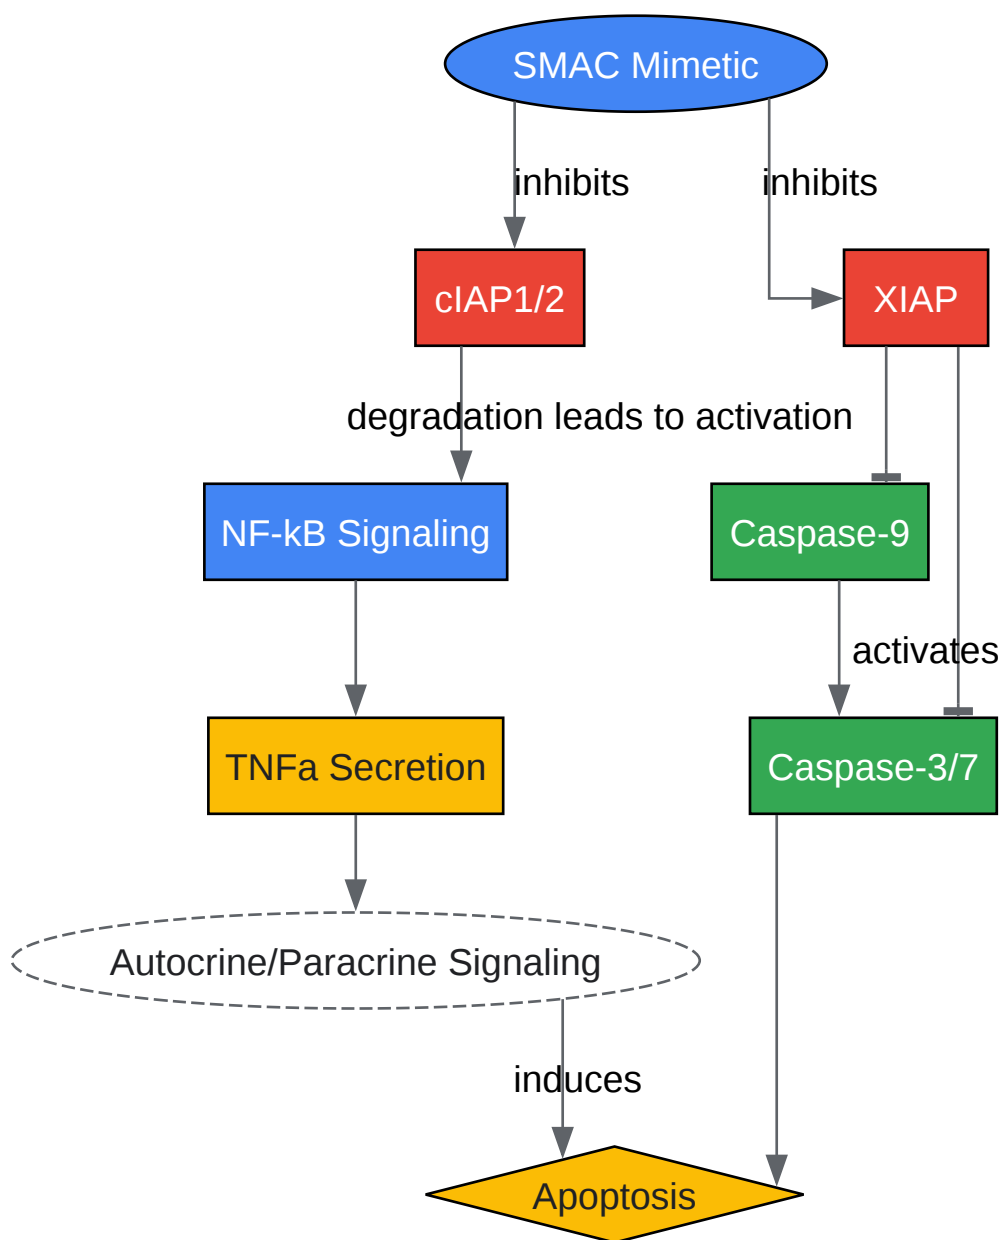 SMAC Mimetic
inhibits
inhibits
cIAP1/2
XIAP
degradation leads to activation
NF-kB Signaling
Caspase-9
activates
TNFa Secretion
Caspase-3/7
Autocrine/Paracrine Signaling
induces
Apoptosis